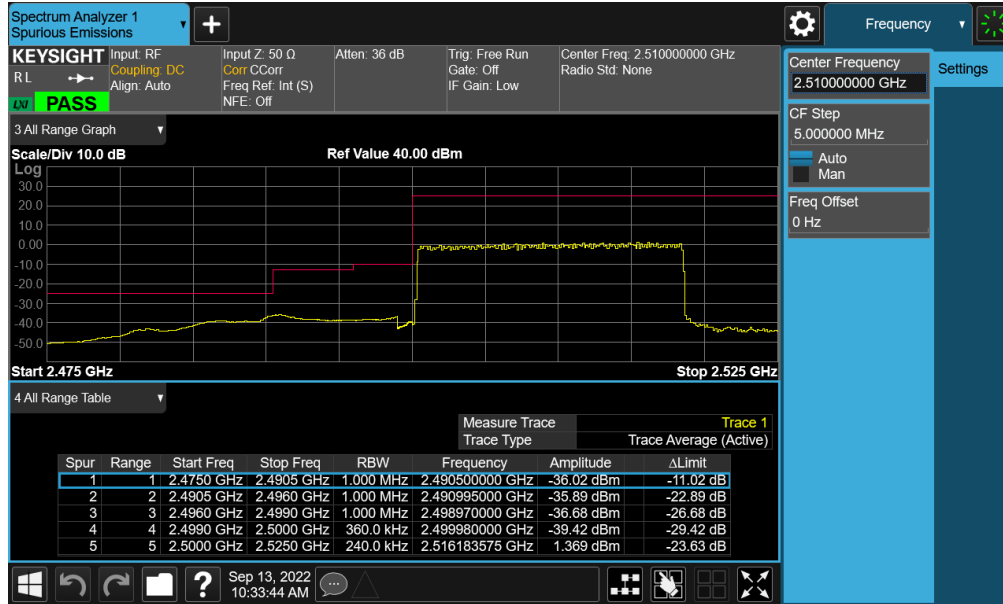 Spectrum Analyzer 1
Spurious Emissions
Frequency
KEYSIGHT
R L
LXI
PASS
Input: RF
Coupling: DC
Align: Auto
Input Z: 50 Ω
Corr CCorr
Freq Ref: Int (S)
NFE: Off
Atten: 36 dB
Trig: Free Run
Gate: Off
IF Gain: Low
Center Freq: 2.510000000 GHz
Radio Std: None
Center Frequency
2.510000000 GHz
Settings
CF Step
5.000000 MHz
Auto
Man
Freq Offset
0 Hz
3 All Range Graph
Scale/Div 10.0 dB
Ref Value 40.00 dBm
Log
30.0
20.0
10.0
0.00
-10.0
-20.0
-30.0
-40.0
-50.0
Start 2.475 GHz
Stop 2.525 GHz
4 All Range Table
Measure Trace Trace 1
Trace Type Trace Average (Active)
Spur Range Start Freq Stop Freq RBW Frequency Amplitude ΔLimit
1 1 2.4750 GHz 2.4905 GHz 1.000 MHz 2.490500000 GHz -36.02 dBm -11.02 dB
2 2 2.4905 GHz 2.4960 GHz 1.000 MHz 2.490995000 GHz -35.89 dBm -22.89 dB
3 3 2.4960 GHz 2.4990 GHz 1.000 MHz 2.498970000 GHz -36.68 dBm -26.68 dB
4 4 2.4990 GHz 2.5000 GHz 360.0 kHz 2.499980000 GHz -39.42 dBm -29.42 dB
5 5 2.5000 GHz 2.5250 GHz 240.0 kHz 2.516183575 GHz 1.369 dBm -23.63 dB
Sep 13, 2022
10:33:44 AM